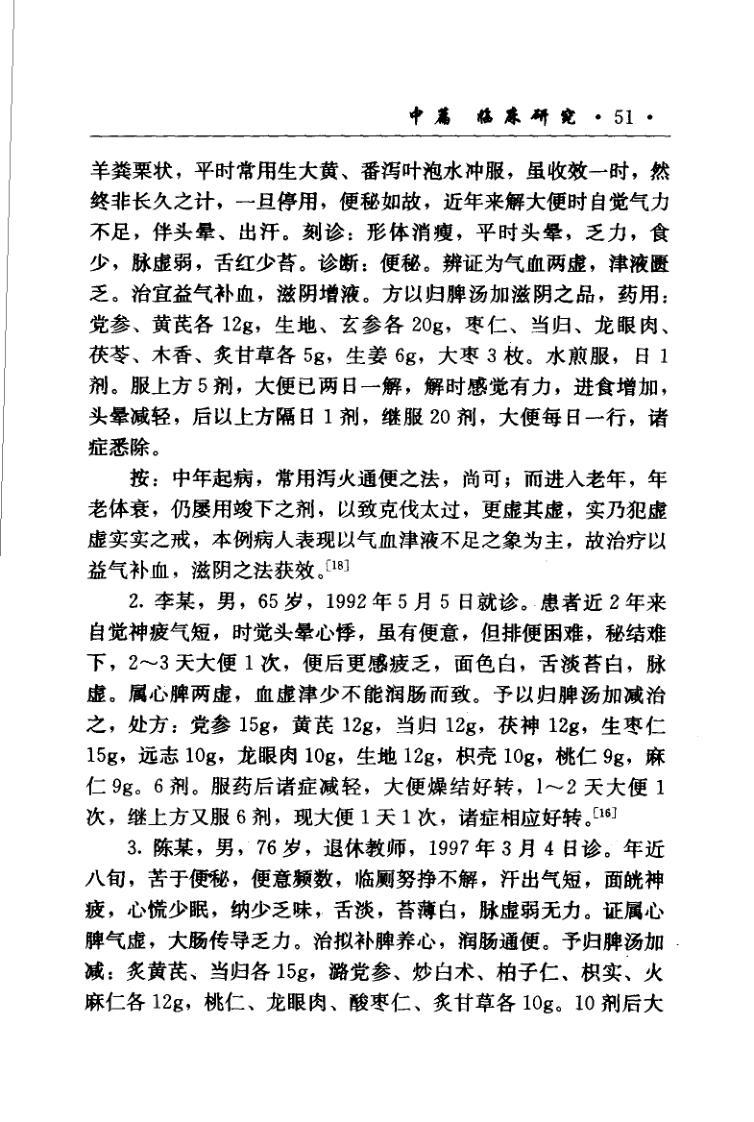 中篇 临床研究 · 51 ·
羊粪栗状，平时常用生大黄、番泻叶泡水冲服，虽收效一时，然
终非长久之计，一旦停用，便秘如故，近年来解大便时自觉气力
不足，伴头晕、出汗。刻诊：形体消瘦，平时头晕，乏力，食
少，脉虚弱，舌红少苔。诊断：便秘。辨证为气血两虚，津液匮
乏。治宜益气补血，滋阴增液。方以归脾汤加滋阴之品，药用：
党参、黄芪各 12g，生地、玄参各 20g，枣仁、当归、龙眼肉、
茯苓、木香、炙甘草各 5g，生姜 6g，大枣 3 枚。水煎服，日 1
剂。服上方 5 剂，大便已两日一解，解时感觉有力，进食增加，
头晕减轻，后以上方隔日 1 剂，继服 20 剂，大便每日一行，诸
症悉除。
按：中年起病，常用泻火通便之法，尚可；而进入老年，年
老体衰，仍屡用竣下之剂，以致克伐太过，更虚其虚，实乃犯虚
虚实实之戒，本例病人表现以气血津液不足之象为主，故治疗以
益气补血，滋阴之法获效。[18]
2. 李某，男，65 岁，1992 年 5 月 5 日就诊。患者近 2 年来
自觉神疲气短，时觉头晕心悸，虽有便意，但排便困难，秘结难
下，2～3 天大便 1 次，便后更感疲乏，面色白，舌淡苔白，脉
虚。属心脾两虚，血虚津少不能润肠而致。予以归脾汤加减治
之，处方：党参 15g，黄芪 12g，当归 12g，茯神 12g，生枣仁
15g，远志 10g，龙眼肉 10g，生地 12g，枳壳 10g，桃仁 9g，麻
仁 9g。6 剂。服药后诸症减轻，大便燥结好转，1～2 天大便 1
次，继上方又服 6 剂，现大便 1 天 1 次，诸症相应好转。[16]
3. 陈某，男，76 岁，退休教师，1997 年 3 月 4 日诊。年近
八旬，苦于便秘，便意频数，临厕努挣不解，汗出气短，面㿠神
疲，心慌少眠，纳少乏味，舌淡，苔薄白，脉虚弱无力。证属心
脾气虚，大肠传导乏力。治拟补脾养心，润肠通便。予归脾汤加
减：炙黄芪、当归各 15g，潞党参、炒白术、柏子仁、枳实、火
麻仁各 12g，桃仁、龙眼肉、酸枣仁、炙甘草各 10g。10 剂后大